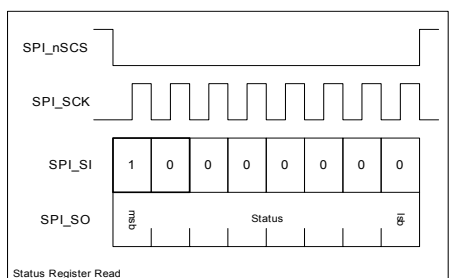 SPI_nSCS
SPI_SCK
SPI_SI 1 0 0 0 0 0 0 0
SPI_SO msb Status lsb
Status Register Read